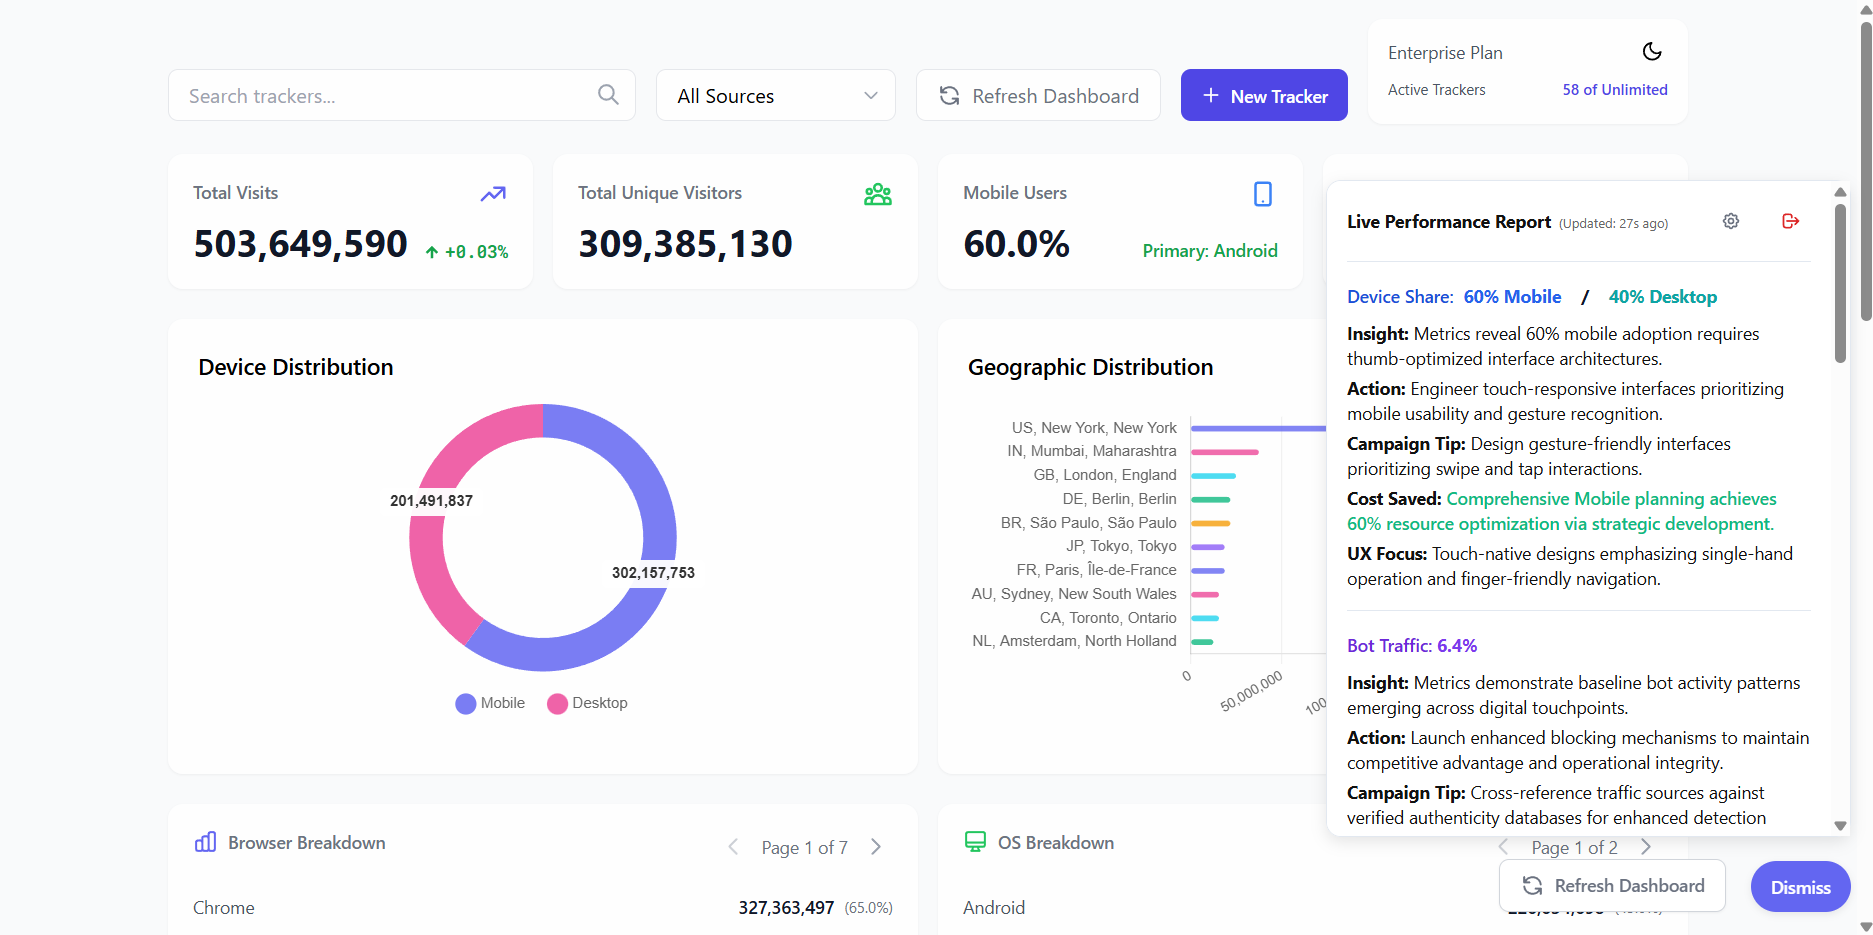 Search trackers...
All Sources
Refresh Dashboard
New Tracker
Enterprise Plan
Active Trackers
58 of Unlimited
Total Visits
503,649,590
+0.03%
Total Unique Visitors
309,385,130
Mobile Users
60.0%
Primary: Android
Device Distribution
201,491,837
302,157,753
Mobile
Desktop
Geographic Distribution
US, New York, New York
IN, Mumbai, Maharashtra
GB, London, England
DE, Berlin, Berlin
BR, São Paulo, São Paulo
JP, Tokyo, Tokyo
FR, Paris, Île-de-France
AU, Sydney, New South Wales
CA, Toronto, Ontario
NL, Amsterdam, North Holland
0
50,000,000
100
Live Performance Report (Updated: 27s ago)
Device Share: 60% Mobile / 40% Desktop
Insight: Metrics reveal 60% mobile adoption requires
thumb-optimized interface architectures.
Action: Engineer touch-responsive interfaces prioritizing
mobile usability and gesture recognition.
Campaign Tip: Design gesture-friendly interfaces
prioritizing swipe and tap interactions.
Cost Saved: Comprehensive Mobile planning achieves
60% resource optimization via strategic development.
UX Focus: Touch-native designs emphasizing single-hand
operation and finger-friendly navigation.
Bot Traffic: 6.4%
Insight: Metrics demonstrate baseline bot activity patterns
emerging across digital touchpoints.
Action: Launch enhanced blocking mechanisms to maintain
competitive advantage and operational integrity.
Campaign Tip: Cross-reference traffic sources against
verified authenticity databases for enhanced detection
Browser Breakdown
Page 1 of 7
Chrome
327,363,497 (65.0%)
OS Breakdown
Page 1 of 2
Android
Refresh Dashboard
Dismiss